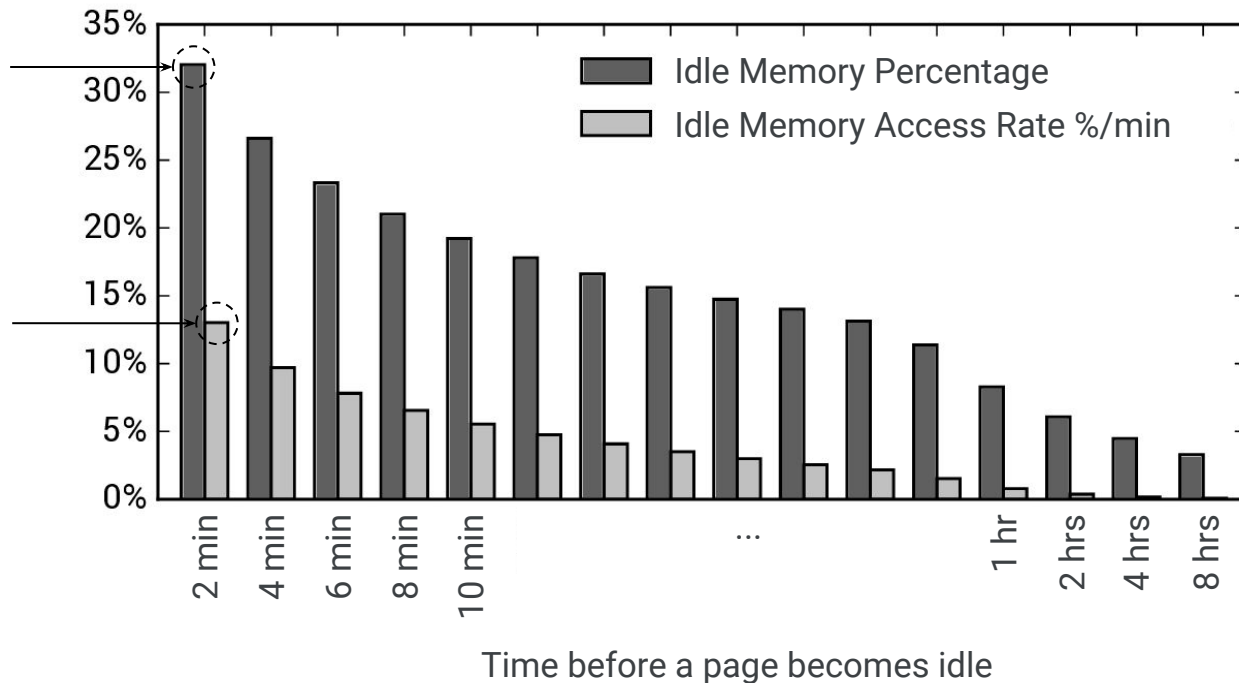 35%
30%
25%
20%
15%
10%
5%
0%
Idle Memory Percentage
Idle Memory Access Rate %/min
2 min
4 min
6 min
8 min
10 min
...
1 hr
2 hrs
4 hrs
8 hrs
Time before a page becomes idle